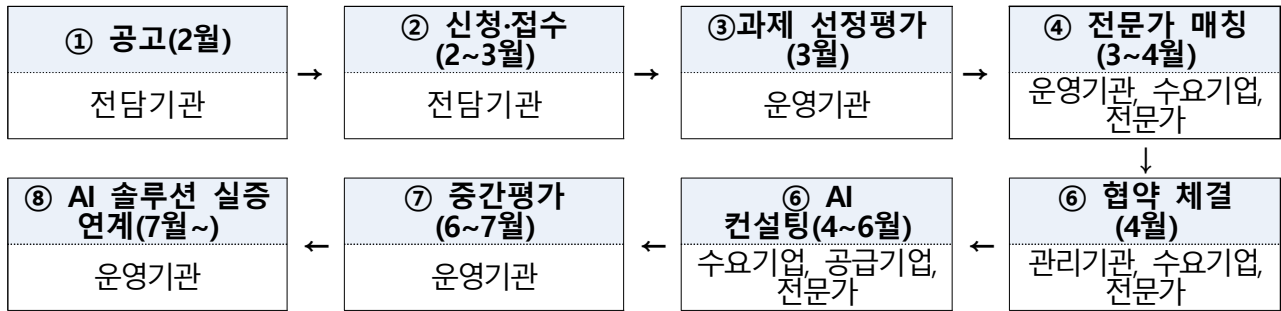 ① 공고(2월)
전담기관
→
② 신청·접수
(2~3월)
전담기관
→
③과제 선정평가
(3월)
운영기관
→
④ 전문가 매칭
(3~4월)
운영기관, 수요기업,
전문가
↓
⑥ 협약 체결
(4월)
관리기관, 수요기업,
전문가
←
⑥ AI
컨설팅(4~6월)
수요기업, 공급기업,
전문가
←
⑦ 중간평가
(6~7월)
운영기관
←
⑧ AI 솔루션 실증
연계(7월~)
운영기관